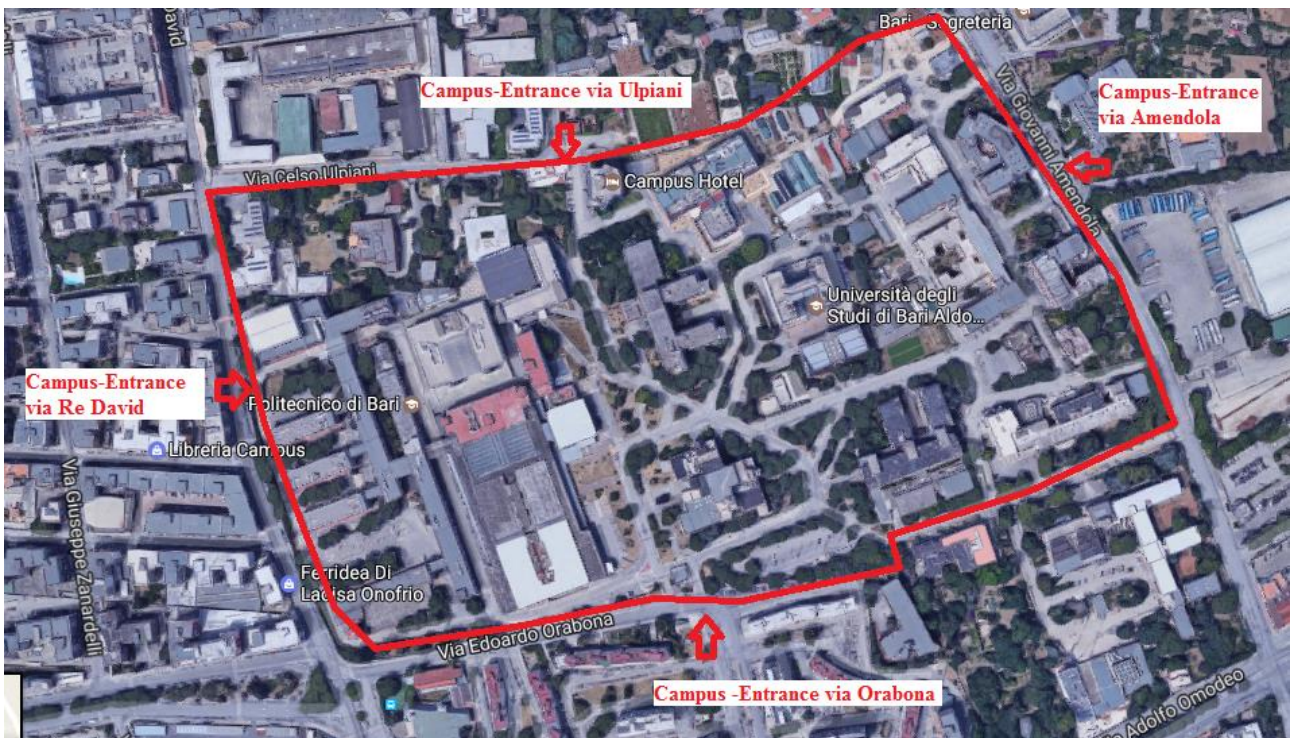 David
Bari - Segreteria
Campus-Entrance via Ulpiani
Campus-Entrance
via Amendola
Via Giovanni Amendola
Via Celso Ulpiani
Campus Hotel
Università degli
Studi di Bari Aldo...
Campus-Entrance
via Re David
Politecnico di Bari
Libreria Campus
Via Giuseppe Zanardelli
Ferridea Di
Ladisa Onofrio
Via Edoardo Orabona
Campus -Entrance via Orabona
Adolfo Omodeo